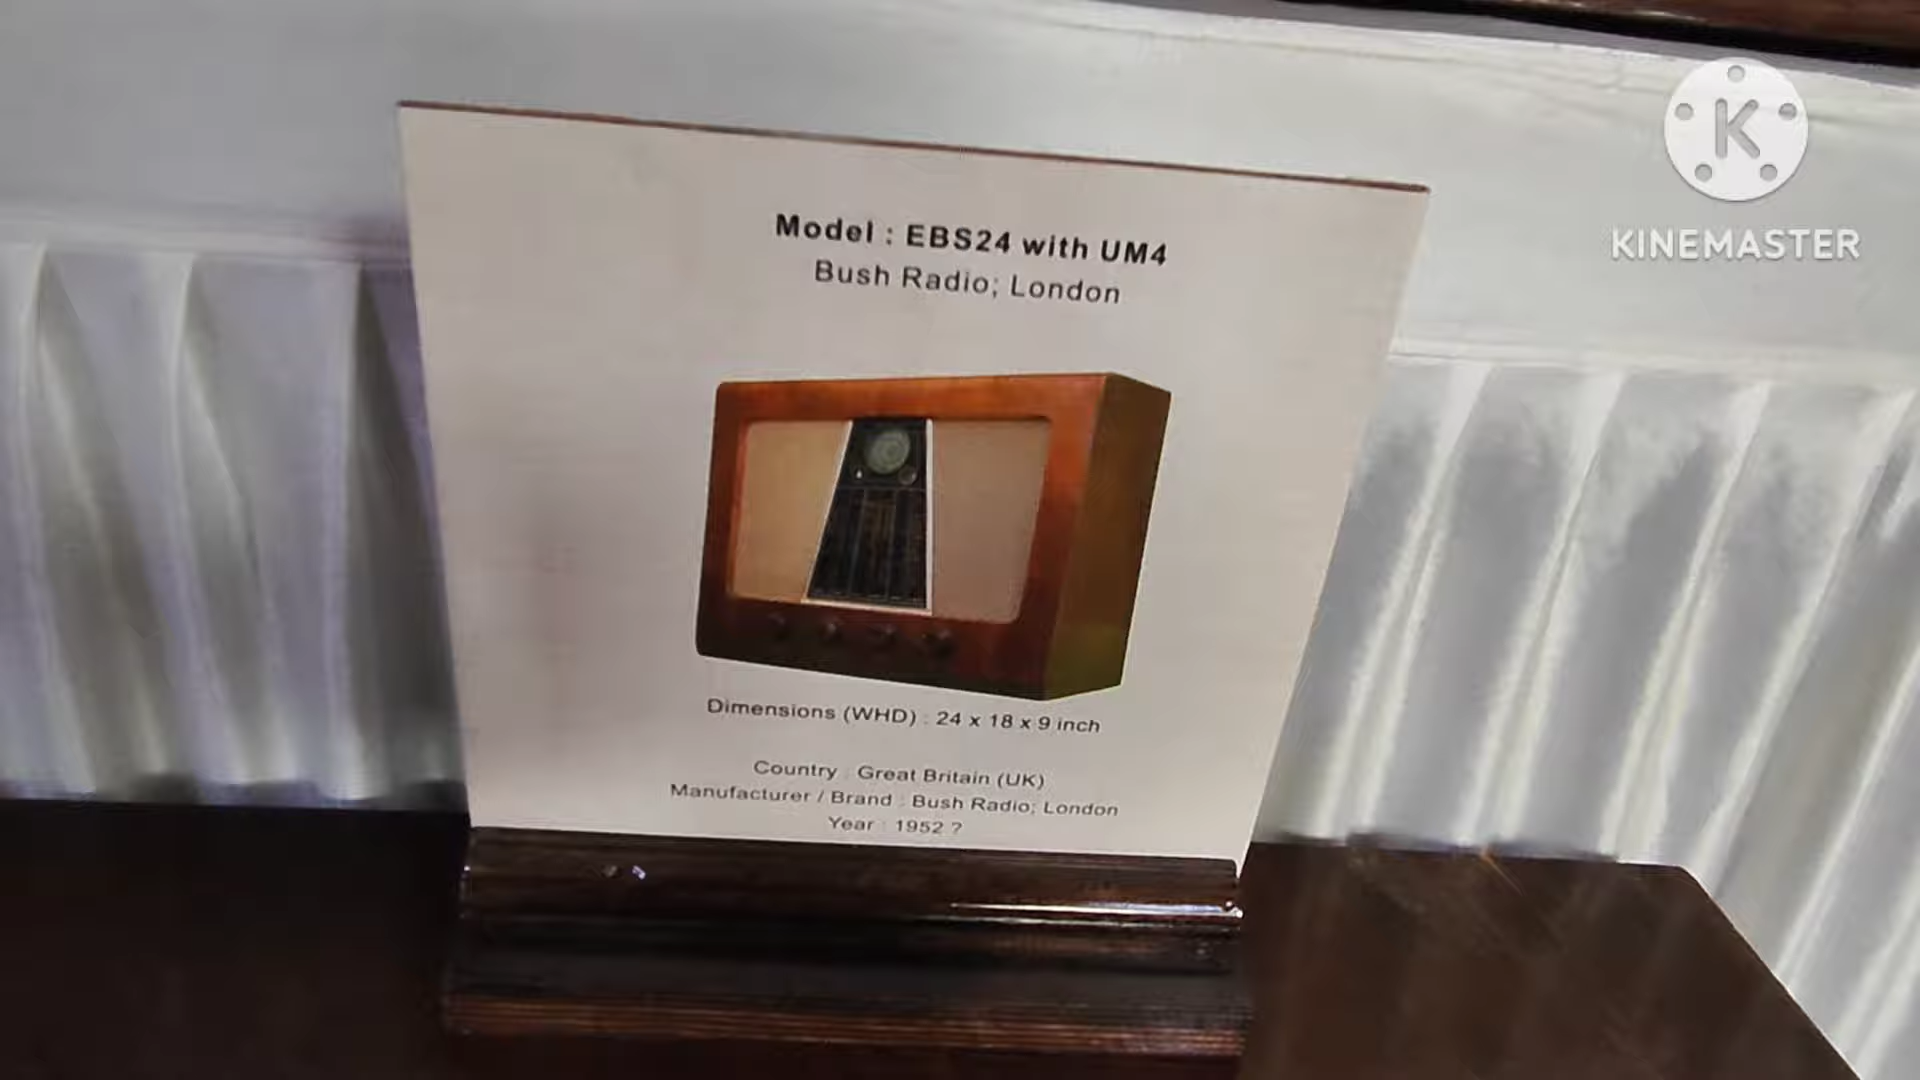 Model : EBS24 with UM4
Bush Radio; London
Dimensions (WHD) : 24 x 18 x 9 inch
Country : Great Britain (UK)
Manufacturer / Brand : Bush Radio; London
Year : 1952 ?
K
KINEMASTER